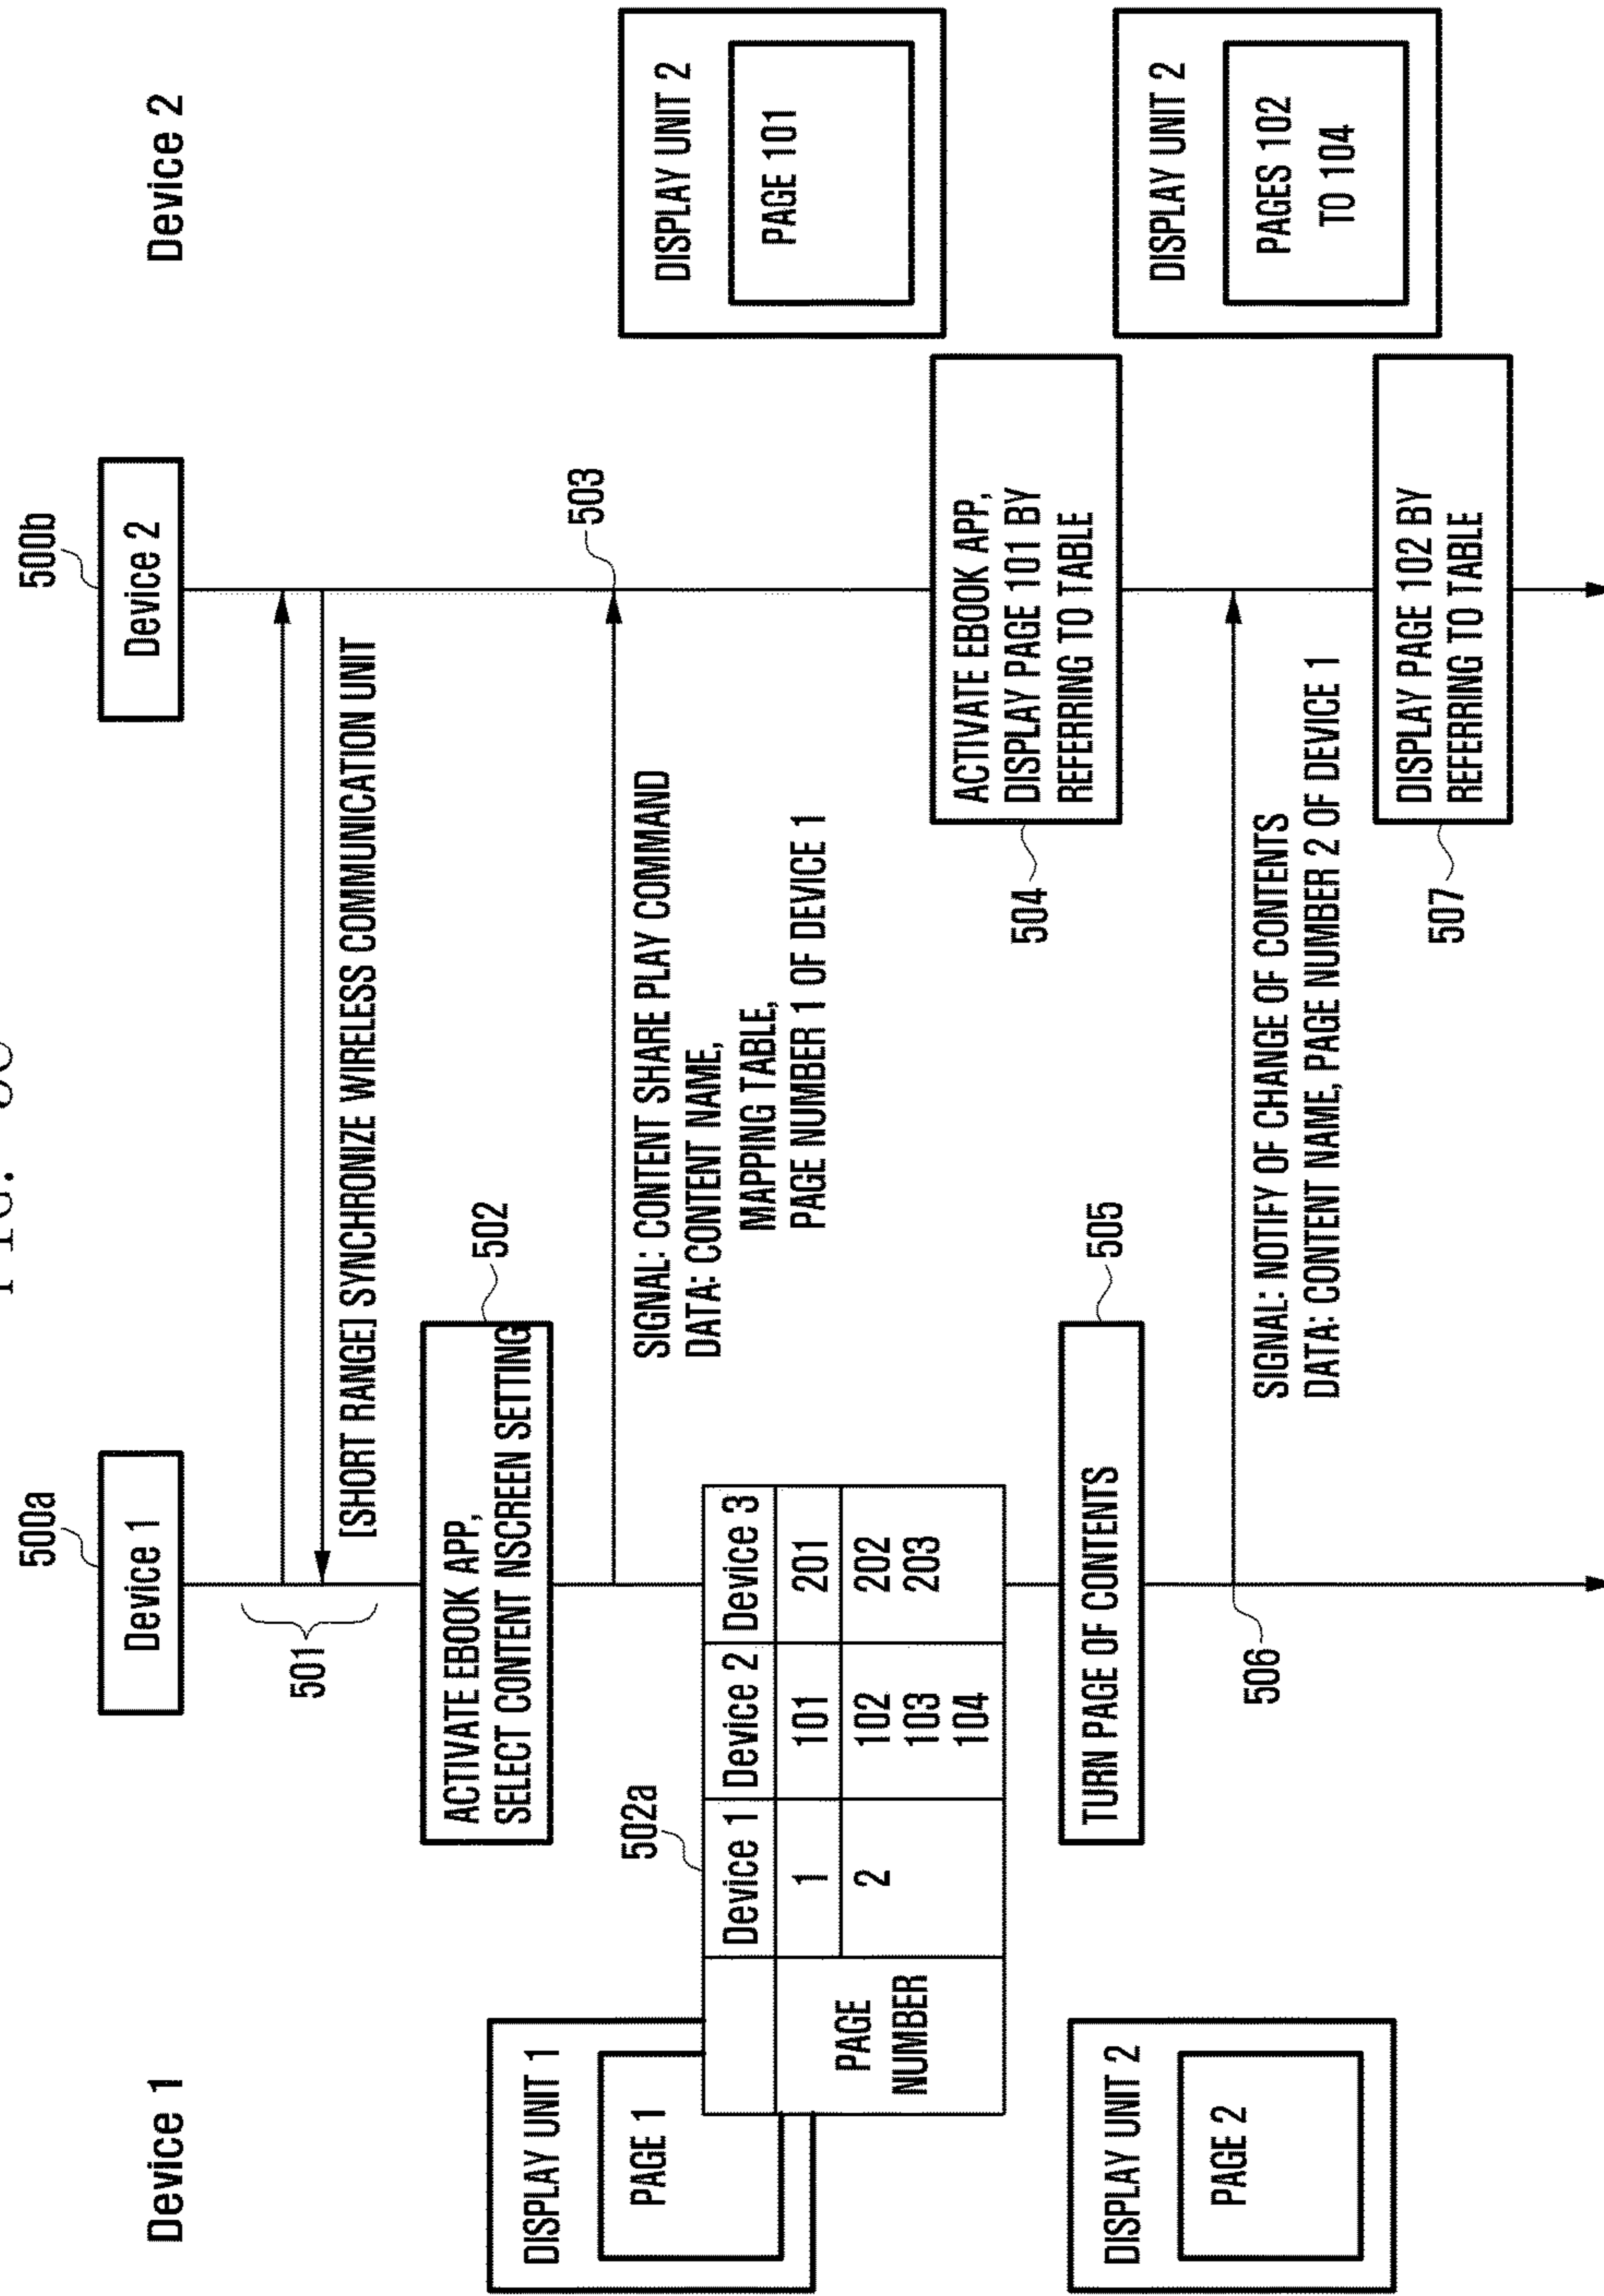 Device 1
Device 2
500a
500b
Device 1
Device 2
501
[SHORT RANGE] SYNCHRONIZE WIRELESS COMMUNICATION UNIT
502
ACTIVATE EBOOK APP,
SELECT CONTENT NSCREEN SETTING
DISPLAY UNIT 1
PAGE 1
503
SIGNAL: CONTENT SHARE PLAY COMMAND
DATA: CONTENT NAME,
MAPPING TABLE,
PAGE NUMBER 1 OF DEVICE 1
DISPLAY UNIT 2
PAGE 101
502a
Device 1 Device 2 Device 3
PAGE
NUMBER
1 101 201
2 102 202
103 203
104
504
ACTIVATE EBOOK APP,
DISPLAY PAGE 101 BY
REFERRING TO TABLE
505
TURN PAGE OF CONTENTS
DISPLAY UNIT 2
PAGE 2
DISPLAY UNIT 2
PAGES 102
TO 104
506
SIGNAL: NOTIFY OF CHANGE OF CONTENTS
DATA: CONTENT NAME, PAGE NUMBER 2 OF DEVICE 1
507
DISPLAY PAGE 102 BY
REFERRING TO TABLE